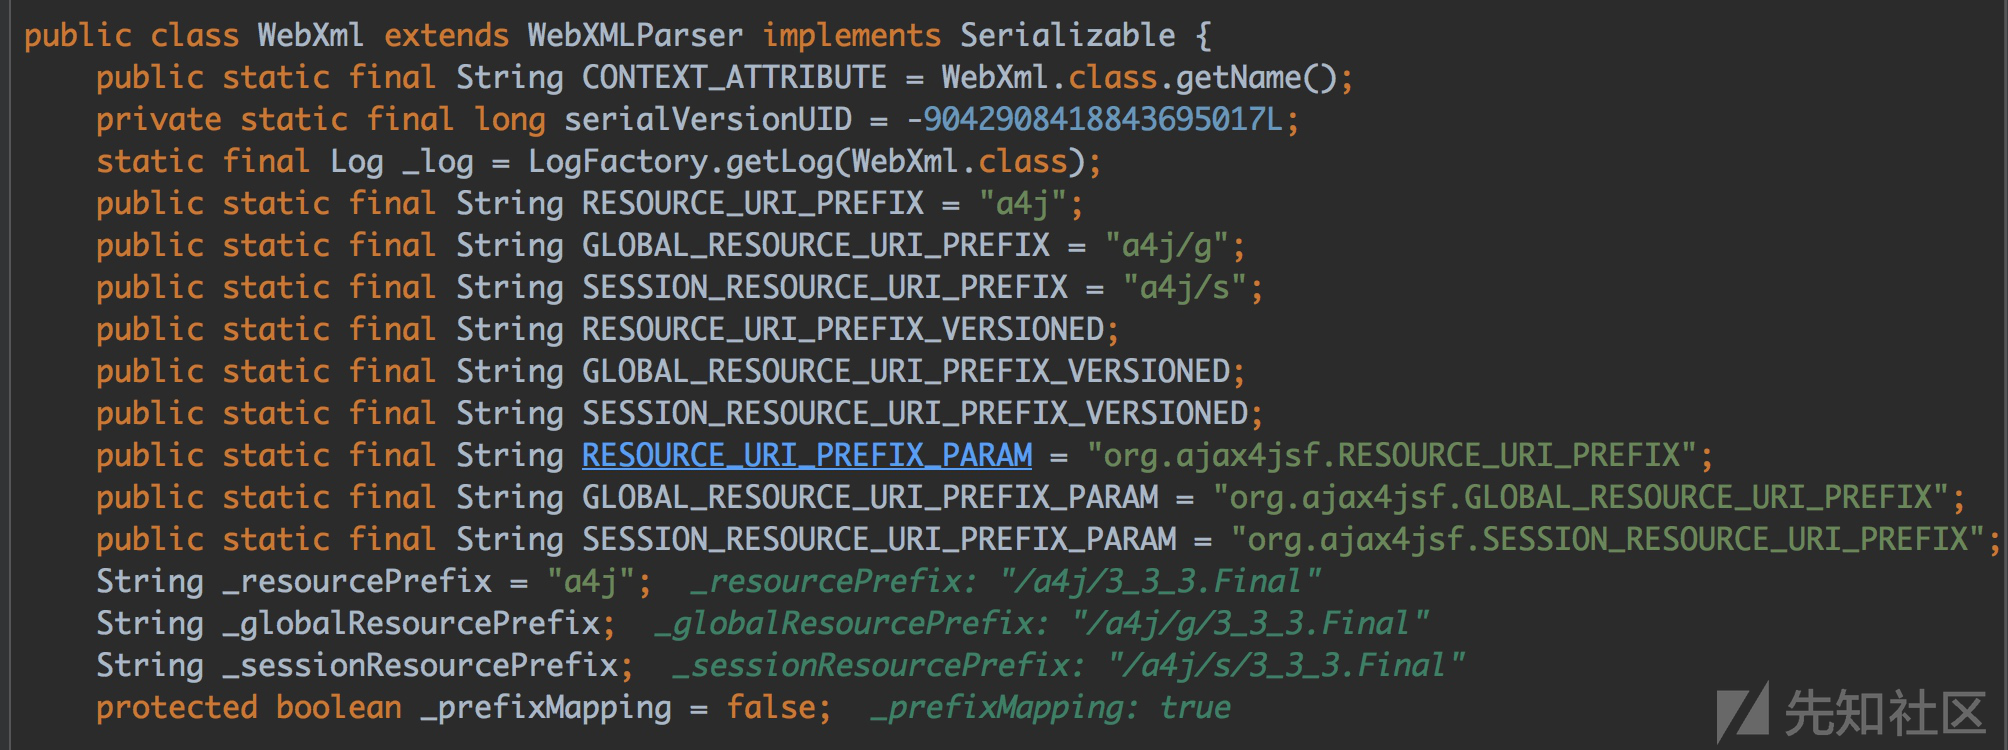 public class WebXml extends WebXMLParser implements Serializable {
    public static final String CONTEXT_ATTRIBUTE = WebXml.class.getName();
    private static final long serialVersionUID = -9042908418843695017L;
    static final Log _log = LogFactory.getLog(WebXml.class);
    public static final String RESOURCE_URI_PREFIX = "a4j";
    public static final String GLOBAL_RESOURCE_URI_PREFIX = "a4j/g";
    public static final String SESSION_RESOURCE_URI_PREFIX = "a4j/s";
    public static final String RESOURCE_URI_PREFIX_VERSIONED;
    public static final String GLOBAL_RESOURCE_URI_PREFIX_VERSIONED;
    public static final String SESSION_RESOURCE_URI_PREFIX_VERSIONED;
    public static final String RESOURCE_URI_PREFIX_PARAM = "org.ajax4jsf.RESOURCE_URI_PREFIX";
    public static final String GLOBAL_RESOURCE_URI_PREFIX_PARAM = "org.ajax4jsf.GLOBAL_RESOURCE_URI_PREFIX";
    public static final String SESSION_RESOURCE_URI_PREFIX_PARAM = "org.ajax4jsf.SESSION_RESOURCE_URI_PREFIX";
    String _resourcePrefix = "a4j";  _resourcePrefix: "/a4j/3_3_3.Final"
    String _globalResourcePrefix;  _globalResourcePrefix: "/a4j/g/3_3_3.Final"
    String _sessionResourcePrefix;  _sessionResourcePrefix: "/a4j/s/3_3_3.Final"
    protected boolean _prefixMapping = false;  _prefixMapping: true
先知社区